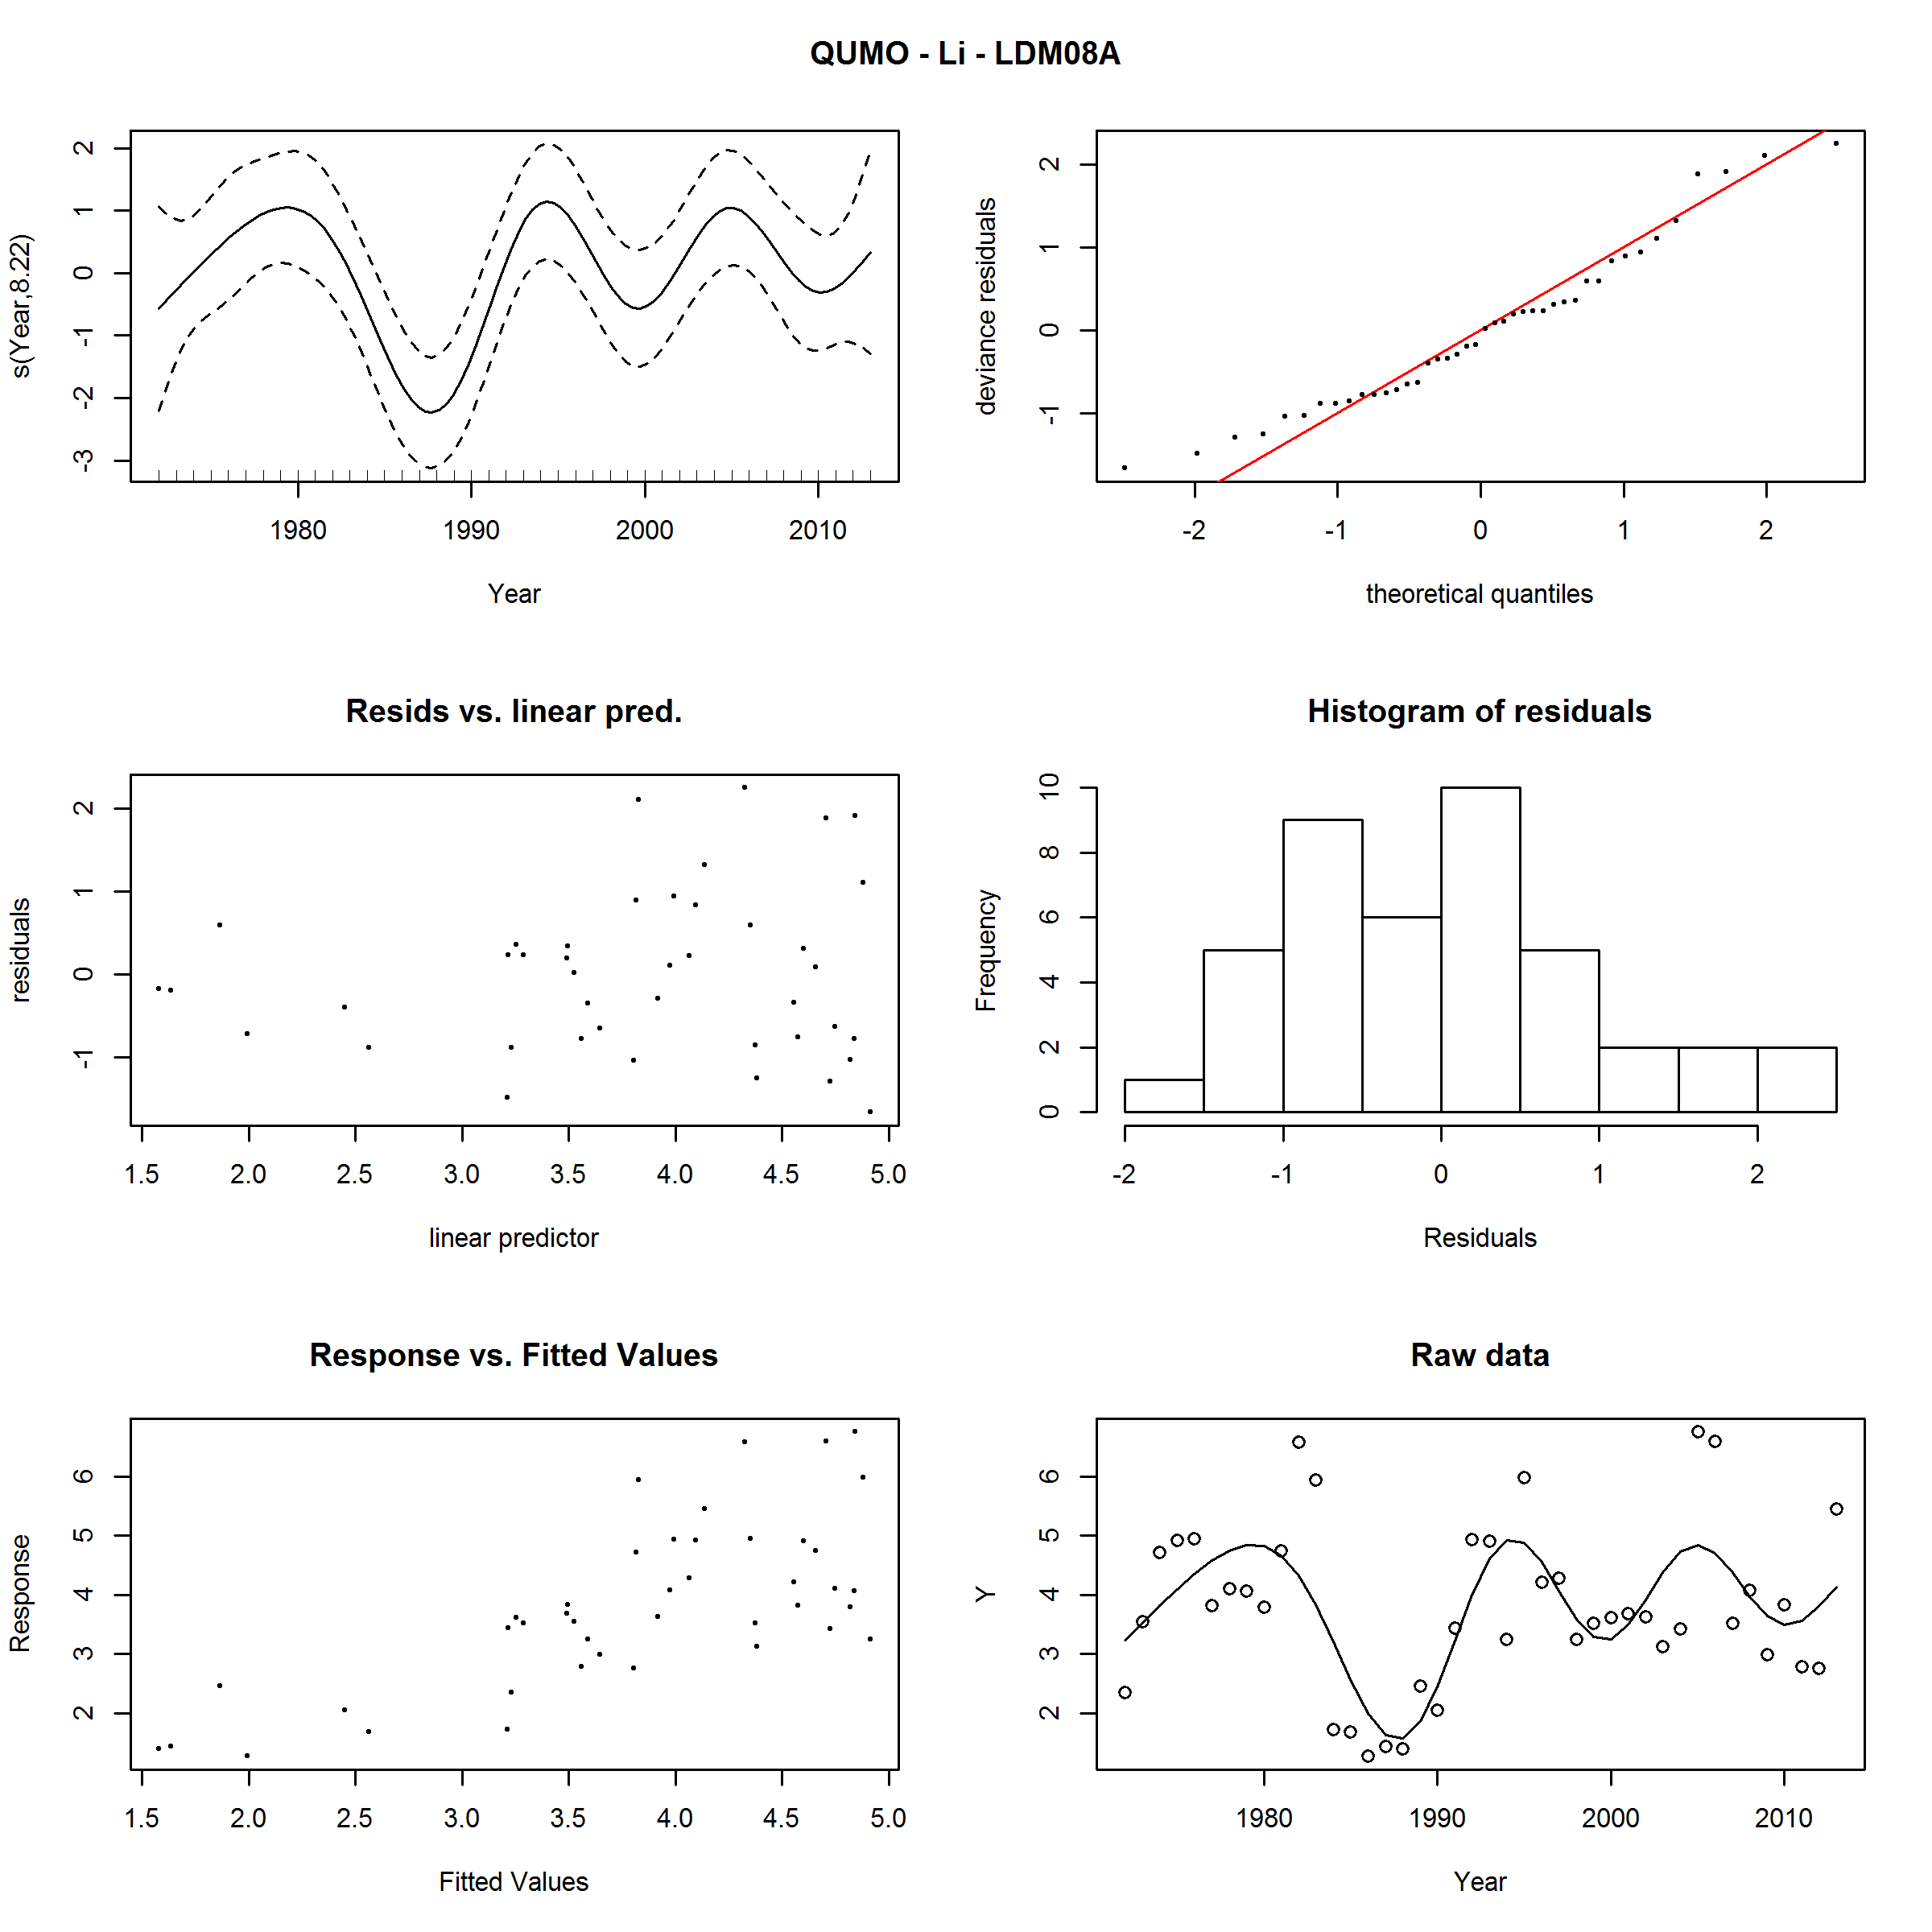 QUMO - Li - LDM08A
s(Year,8.22)
2
1
0
-1
-2
-3
1980 1990 2000 2010
Year
deviance residuals
2
1
0
-1
-2 -1 0 1 2
theoretical quantiles
Resids vs. linear pred.
residuals
2
1
0
-1
1.5 2.0 2.5 3.0 3.5 4.0 4.5 5.0
linear predictor
Histogram of residuals
Frequency
10
8
6
4
2
0
-2 -1 0 1 2
Residuals
Response vs. Fitted Values
Response
6
5
4
3
2
1.5 2.0 2.5 3.0 3.5 4.0 4.5 5.0
Fitted Values
Raw data
Y
6
5
4
3
2
1980 1990 2000 2010
Year